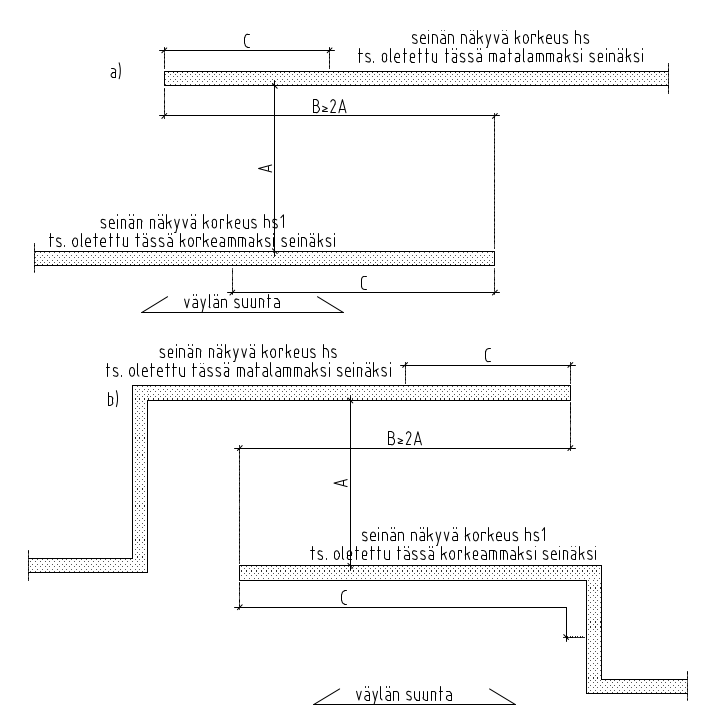 C
seinän näkyvä korkeus hs
ts. oletettu tässä matalammaksi seinäksi
a)
B≥2A
A
seinän näkyvä korkeus hs1
ts. oletettu tässä korkeammaksi seinäksi
C
väylän suunta
seinän näkyvä korkeus hs
ts. oletettu tässä matalammaksi seinäksi
C
b)
B≥2A
A
seinän näkyvä korkeus hs1
ts. oletettu tässä korkeammaksi seinäksi
C
väylän suunta